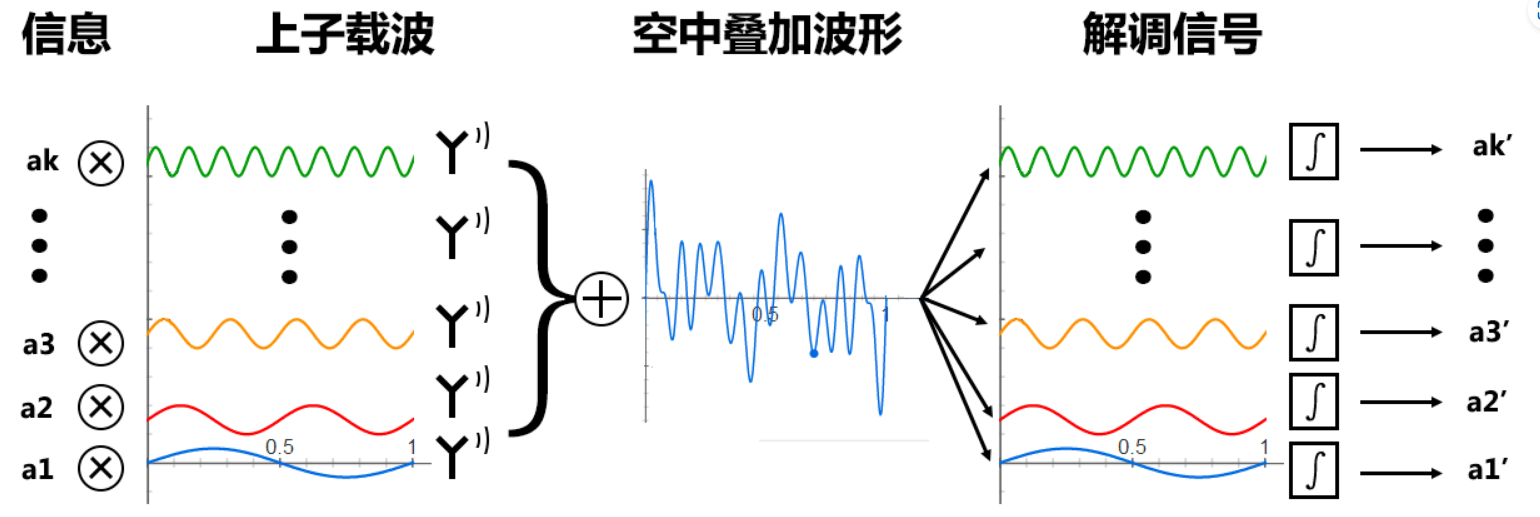 信息 上子载波 空中叠加波形 解调信号
ak ∫ ak′
a3 ∫ a3′
a2 ∫ a2′
0.5 1 0.5 1 0.5 1
a1 ∫ a1′
∫